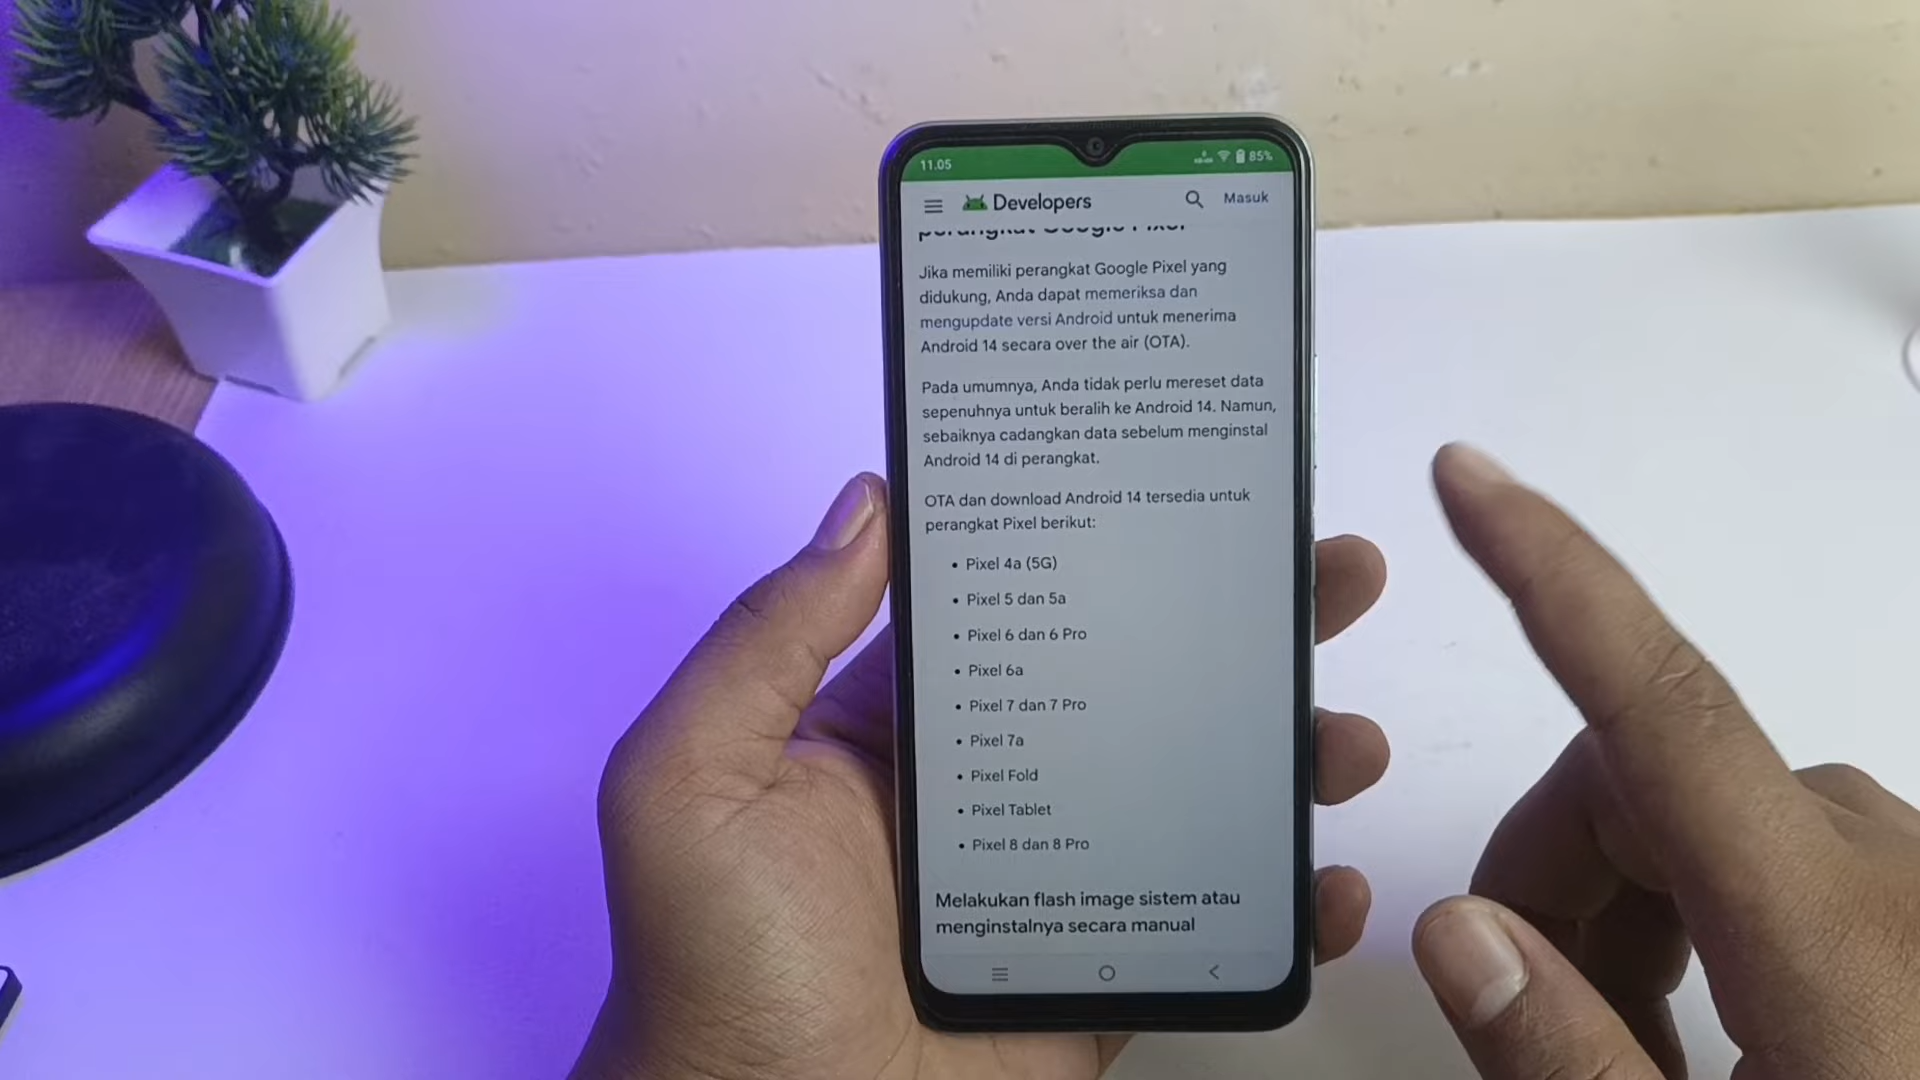 11.05
85%
Developers
Masuk
perangkat Google Pixel
Jika memiliki perangkat Google Pixel yang
didukung, Anda dapat memeriksa dan
mengupdate versi Android untuk menerima
Android 14 secara over the air (OTA).
Pada umumnya, Anda tidak perlu mereset data
sepenuhnya untuk beralih ke Android 14. Namun,
sebaiknya cadangkan data sebelum menginstal
Android 14 di perangkat.
OTA dan download Android 14 tersedia untuk
perangkat Pixel berikut:
• Pixel 4a (5G)
• Pixel 5 dan 5a
• Pixel 6 dan 6 Pro
• Pixel 6a
• Pixel 7 dan 7 Pro
• Pixel 7a
• Pixel Fold
• Pixel Tablet
• Pixel 8 dan 8 Pro
Melakukan flash image sistem atau
menginstalnya secara manual